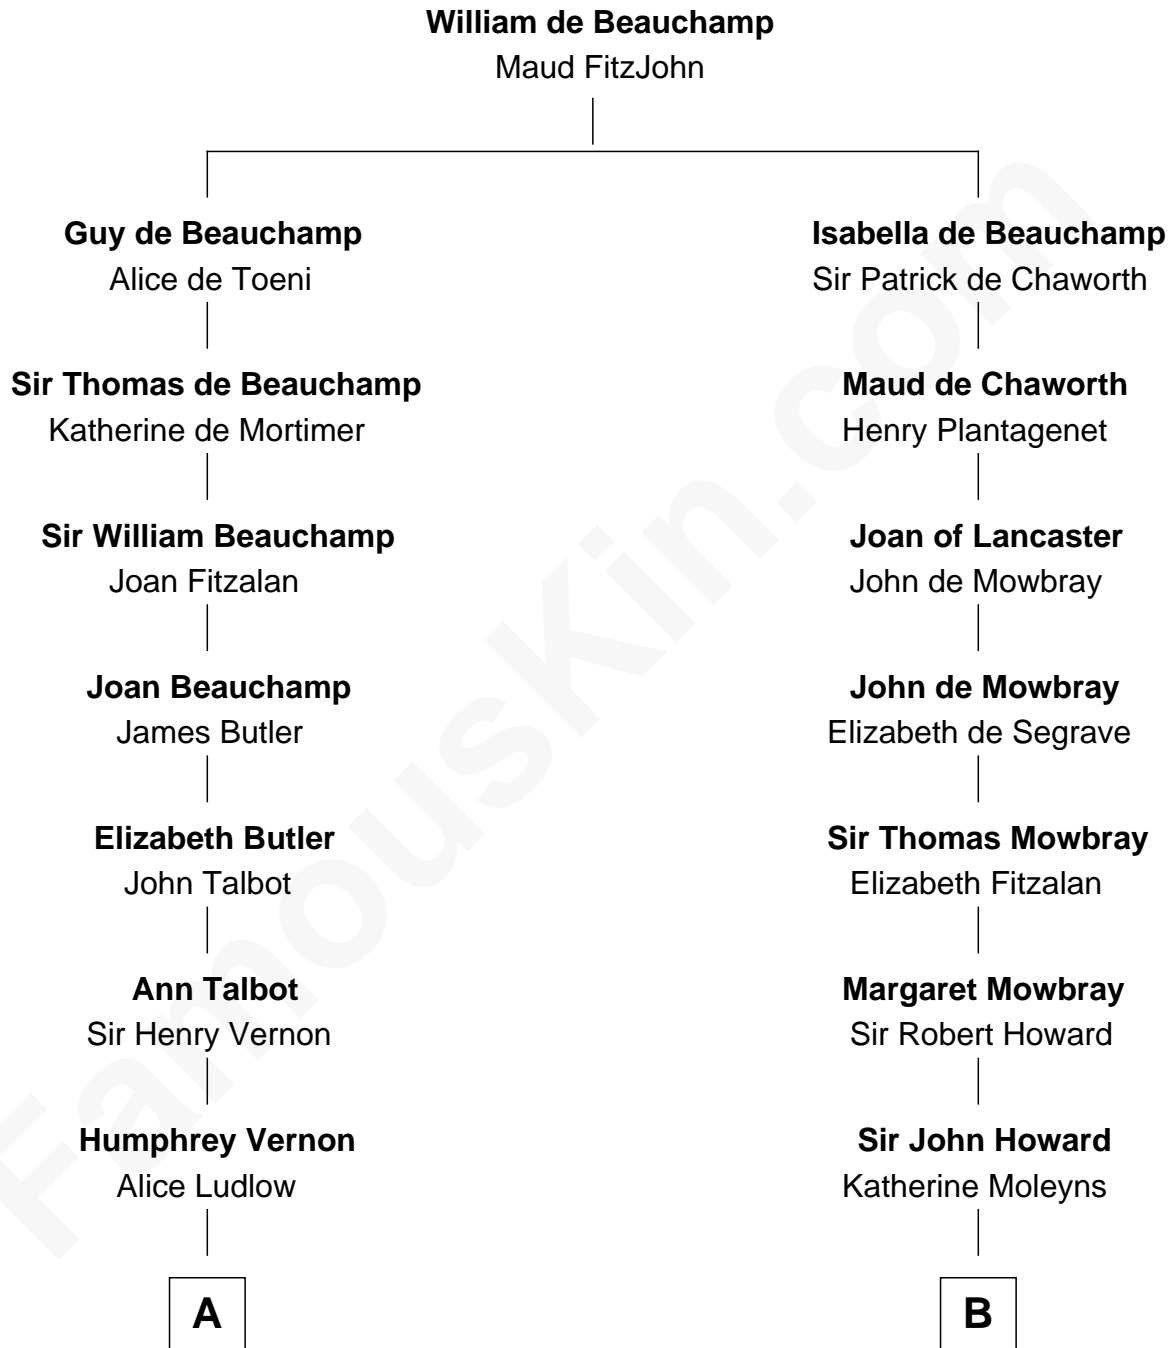 William de Beauchamp
Maud FitzJohn
Guy de Beauchamp
Alice de Toeni
Sir Thomas de Beauchamp
Katherine de Mortimer
Sir William Beauchamp
Joan Fitzalan
Joan Beauchamp
James Butler
Elizabeth Butler
John Talbot
Ann Talbot
Sir Henry Vernon
Humphrey Vernon
Alice Ludlow
A
Isabella de Beauchamp
Sir Patrick de Chaworth
Maud de Chaworth
Henry Plantagenet
Joan of Lancaster
John de Mowbray
John de Mowbray
Elizabeth de Segrave
Sir Thomas Mowbray
Elizabeth Fitzalan
Margaret Mowbray
Sir Robert Howard
Sir John Howard
Katherine Moleyns
B
FamousKin.com